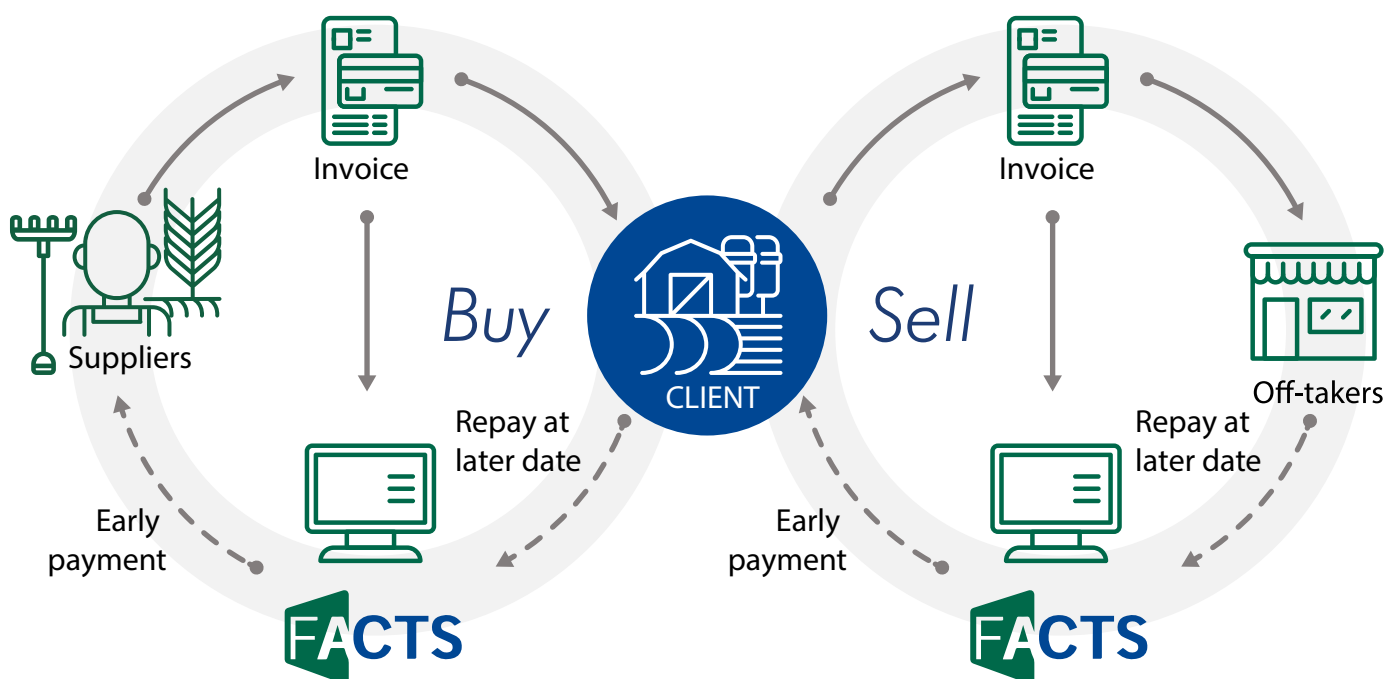 Invoice
Suppliers
Buy
Repay at
later date
Early
payment
FACTS
CLIENT
Invoice
Sell
Off-takers
Repay at
later date
Early
payment
FACTS